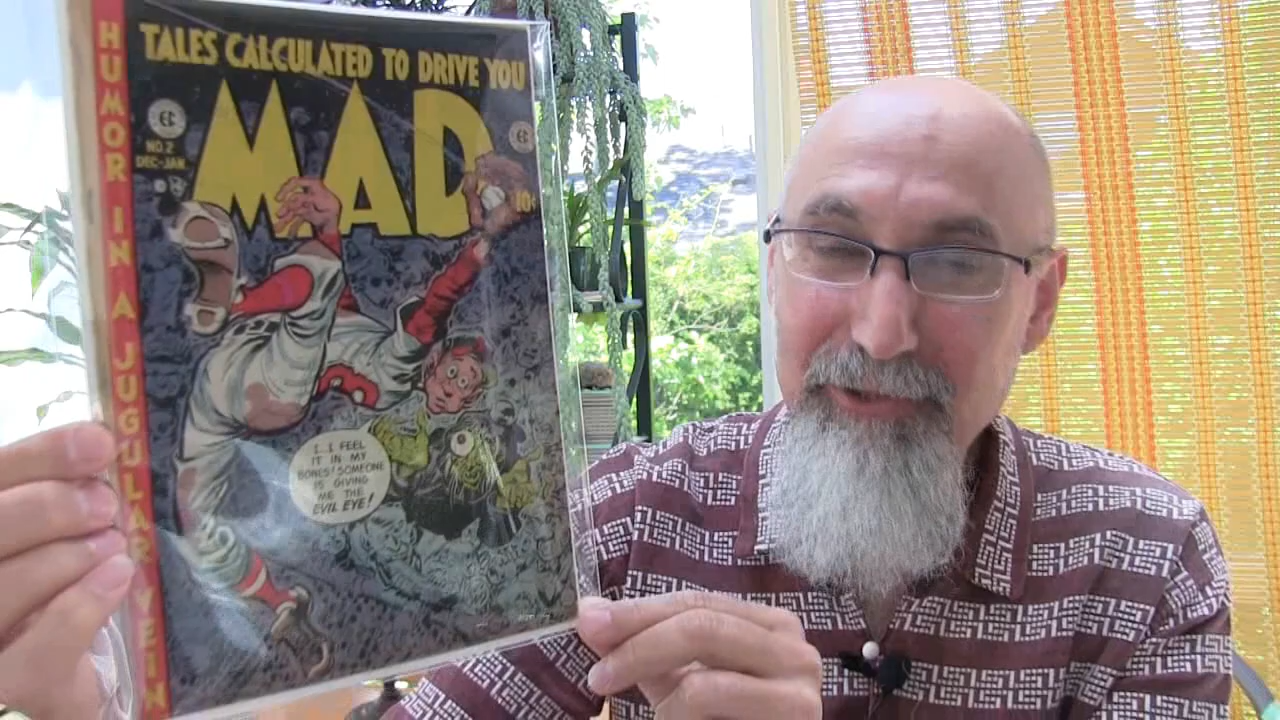 HUMOR IN A JUGULAR VEIN
TALES CALCULATED TO DRIVE YOU
MAD
EC
NO. 2
DEC-JAN.
EC
10¢
I...I FEEL
IT IN MY
BONES! SOMEONE
IS GIVING
ME THE
EVIL EYE!